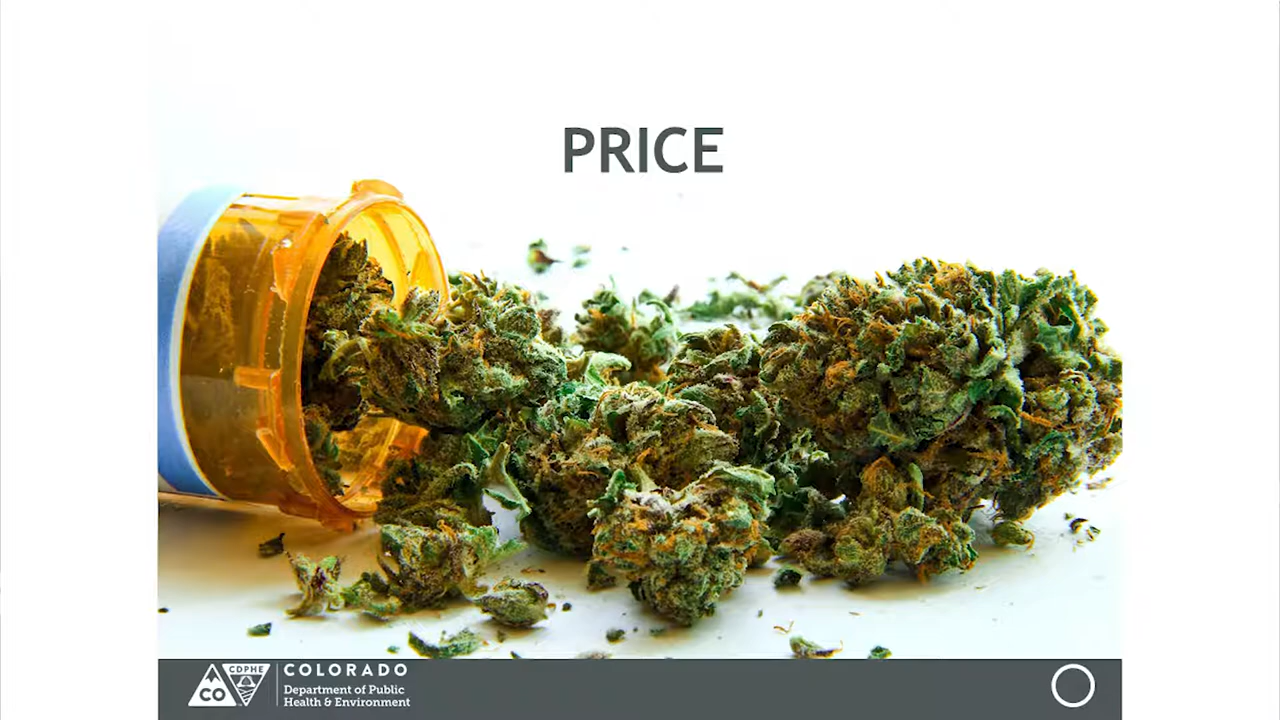 PRICE
CO
CDPHE
COLORADO
Department of Public
Health & Environment